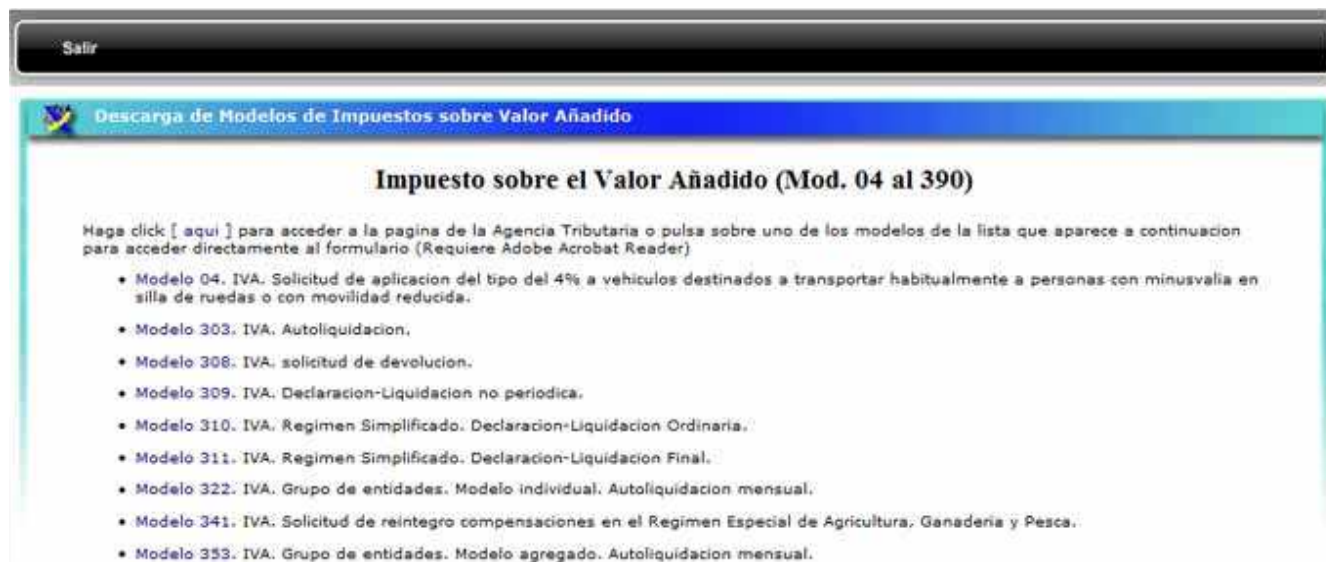 Salir
Descarga de Modelos de Impuestos sobre Valor Añadido
Impuesto sobre el Valor Añadido (Mod. 04 al 390)
Haga click [ aqui ] para acceder a la pagina de la Agencia Tributaria o pulsa sobre uno de los modelos de la lista que aparece a continuacion
para acceder directamente al formulario (Requiere Adobe Acrobat Reader)
• Modelo 04. IVA. Solicitud de aplicacion del tipo del 4% a vehiculos destinados a transportar habitualmente a personas con minusvalia en
silla de ruedas o con movilidad reducida.
• Modelo 303. IVA. Autoliquidacion.
• Modelo 308. IVA. solicitud de devolucion.
• Modelo 309. IVA. Declaracion-Liquidacion no periodica.
• Modelo 310. IVA. Regimen Simplificado. Declaracion-Liquidacion Ordinaria.
• Modelo 311. IVA. Regimen Simplificado. Declaracion-Liquidacion Final.
• Modelo 322. IVA. Grupo de entidades. Modelo individual. Autoliquidacion mensual.
• Modelo 341. IVA. Solicitud de reintegro compensaciones en el Regimen Especial de Agricultura, Ganaderia y Pesca.
• Modelo 353. IVA. Grupo de entidades. Modelo agregado. Autoliquidacion mensual.